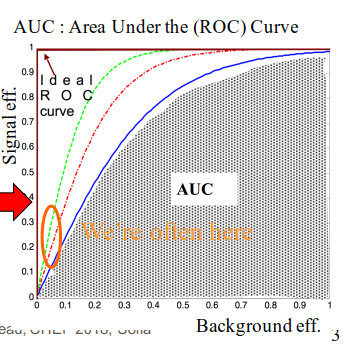 AUC : Area Under the (ROC) Curve
Ideal
ROC
curve
Signal eff.
1
0.9
0.8
0.7
0.6
0.5
0.4
0.3
0.2
0.1
0
AUC
We're often here
0 0.1 0.2 0.3 0.4 0.5 0.6 0.7 0.8 0.9 1
Background eff.
3